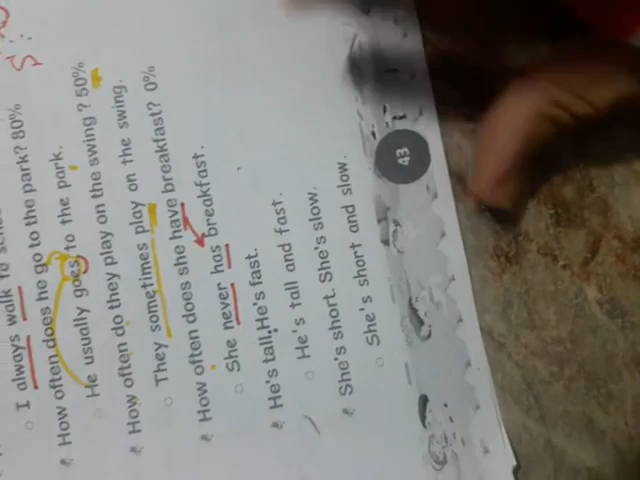 ○ I always walk to
How often does he go to the park? 80%
○ He usually goes to the park.
How often do they play on the swing ? 50%
○ They sometimes play on the swing.
How often does she have breakfast? 0%
○ She never has breakfast.
He's tall.He's fast.
○ He's tall and fast.
She's short. She's slow.
○ She's short and slow.
43